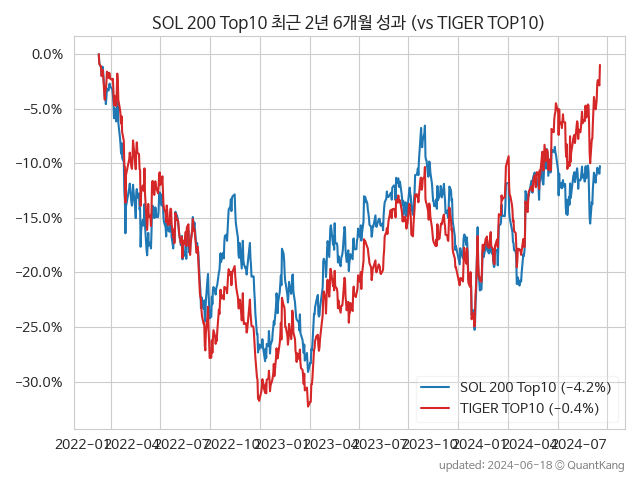 SOL 200 Top10 최근 2년 6개월 성과 (vs TIGER TOP10)
0.0%
−5.0%
−10.0%
−15.0%
−20.0%
−25.0%
−30.0%
SOL 200 Top10 (−4.2%)
TIGER TOP10 (−0.4%)
2022−01 2022−04 2022−07 2022−10 2023−01 2023−04 2023−07 2023−10 2024−01 2024−04 2024−07
updated: 2024−06−18 © QuantKang